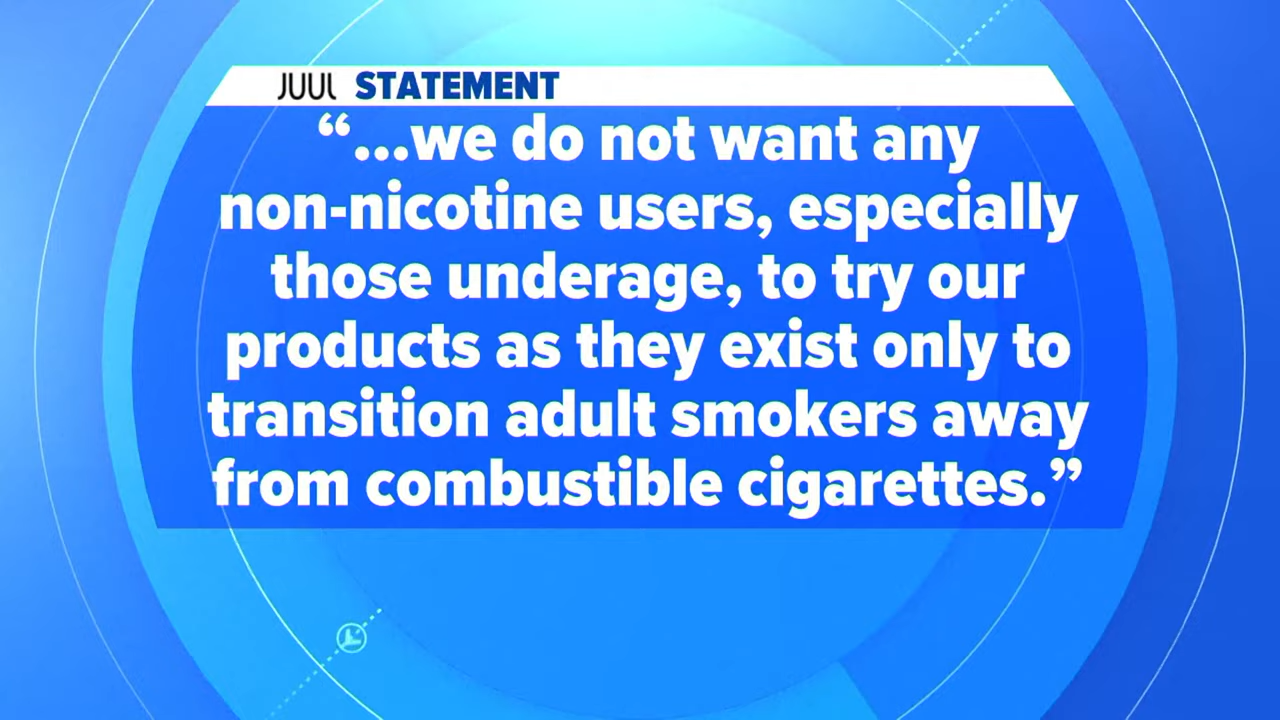 JUUL STATEMENT
“...we do not want any
non-nicotine users, especially
those underage, to try our
products as they exist only to
transition adult smokers away
from combustible cigarettes.”